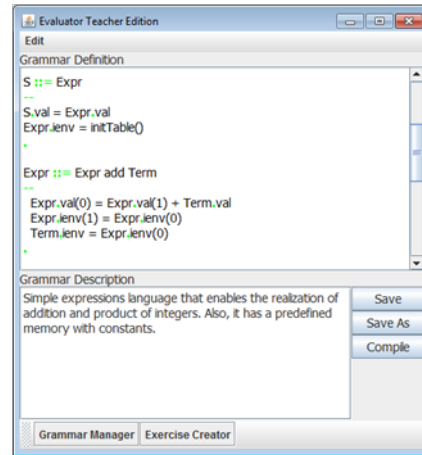 Evaluator Teacher Edition
Edit
Grammar Definition
S ::= Expr
--
S.val = Expr.val
Expr.ienv = initTable()
.
Expr ::= Expr add Term
--
Expr.val(0) = Expr.val(1) + Term.val
Expr.ienv(1) = Expr.ienv(0)
Term.ienv = Expr.ienv(0)
.
Grammar Description
Simple expressions language that enables the realization of
addition and product of integers. Also, it has a predefined
memory with constants.
Save
Save As
Compile
Grammar Manager Exercise Creator